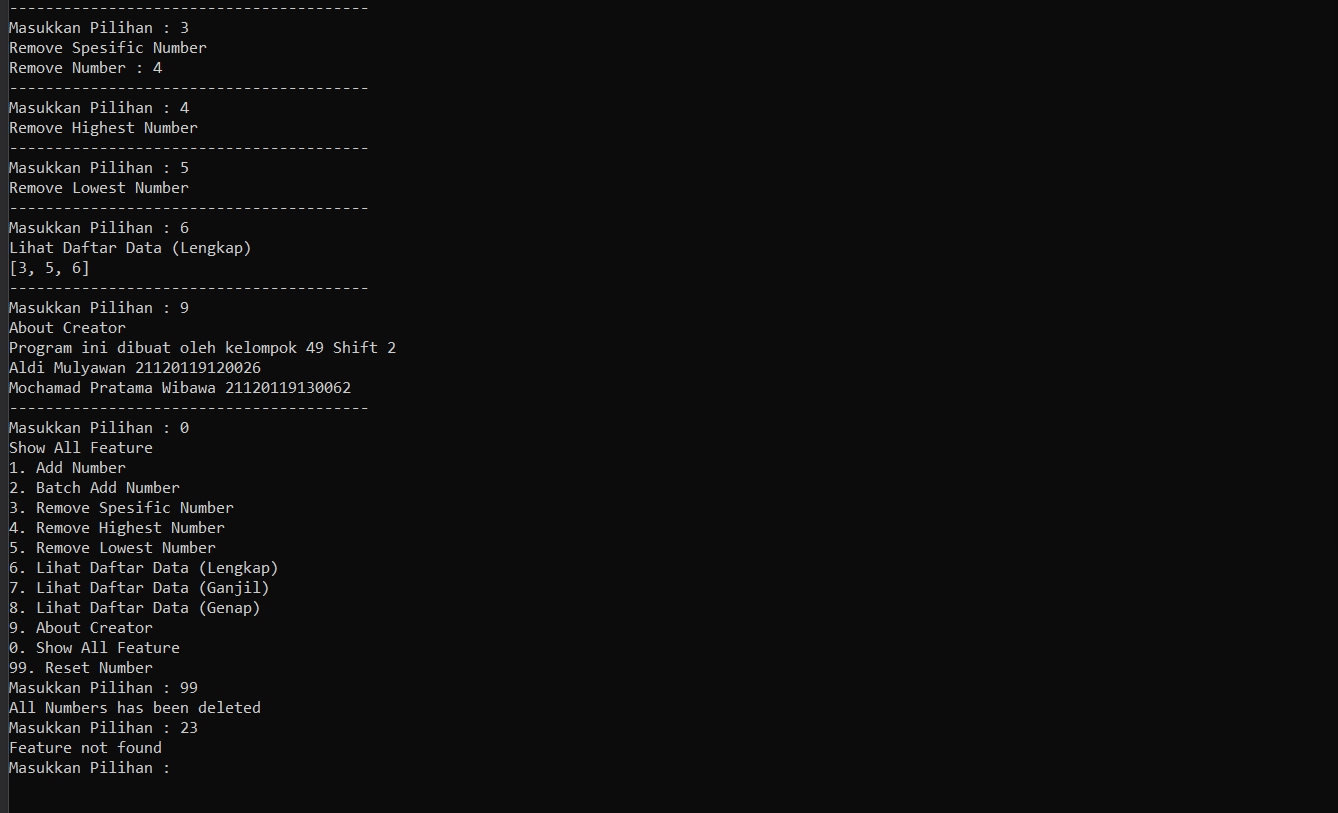 ----------------------------------------
Masukkan Pilihan : 3
Remove Spesific Number
Remove Number : 4
----------------------------------------
Masukkan Pilihan : 4
Remove Highest Number
----------------------------------------
Masukkan Pilihan : 5
Remove Lowest Number
----------------------------------------
Masukkan Pilihan : 6
Lihat Daftar Data (Lengkap)
[3, 5, 6]
----------------------------------------
Masukkan Pilihan : 9
About Creator
Program ini dibuat oleh kelompok 49 Shift 2
Aldi Mulyawan 21120119120026
Mochamad Pratama Wibawa 21120119130062
----------------------------------------
Masukkan Pilihan : 0
Show All Feature
1. Add Number
2. Batch Add Number
3. Remove Spesific Number
4. Remove Highest Number
5. Remove Lowest Number
6. Lihat Daftar Data (Lengkap)
7. Lihat Daftar Data (Ganjil)
8. Lihat Daftar Data (Genap)
9. About Creator
0. Show All Feature
99. Reset Number
Masukkan Pilihan : 99
All Numbers has been deleted
Masukkan Pilihan : 23
Feature not found
Masukkan Pilihan :